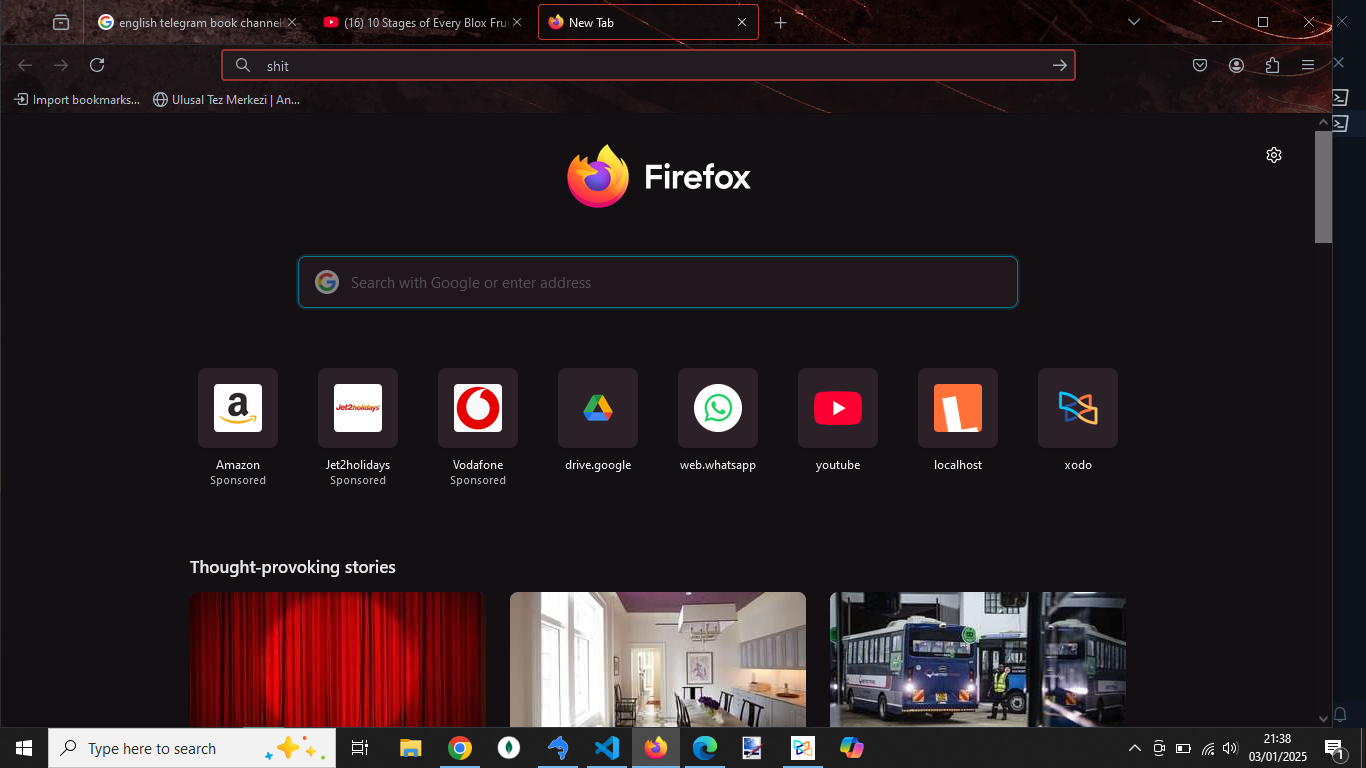 english telegram book channel
(16) 10 Stages of Every Blox Fru
New Tab
shit
Import bookmarks...
Ulusal Tez Merkezi | An...
Firefox
Search with Google or enter address
a
Jet2holidays
Amazon
Sponsored
Jet2holidays
Sponsored
Vodafone
Sponsored
drive.google
web.whatsapp
youtube
localhost
xodo
Thought-provoking stories
Type here to search
21:38
03/01/2025
1